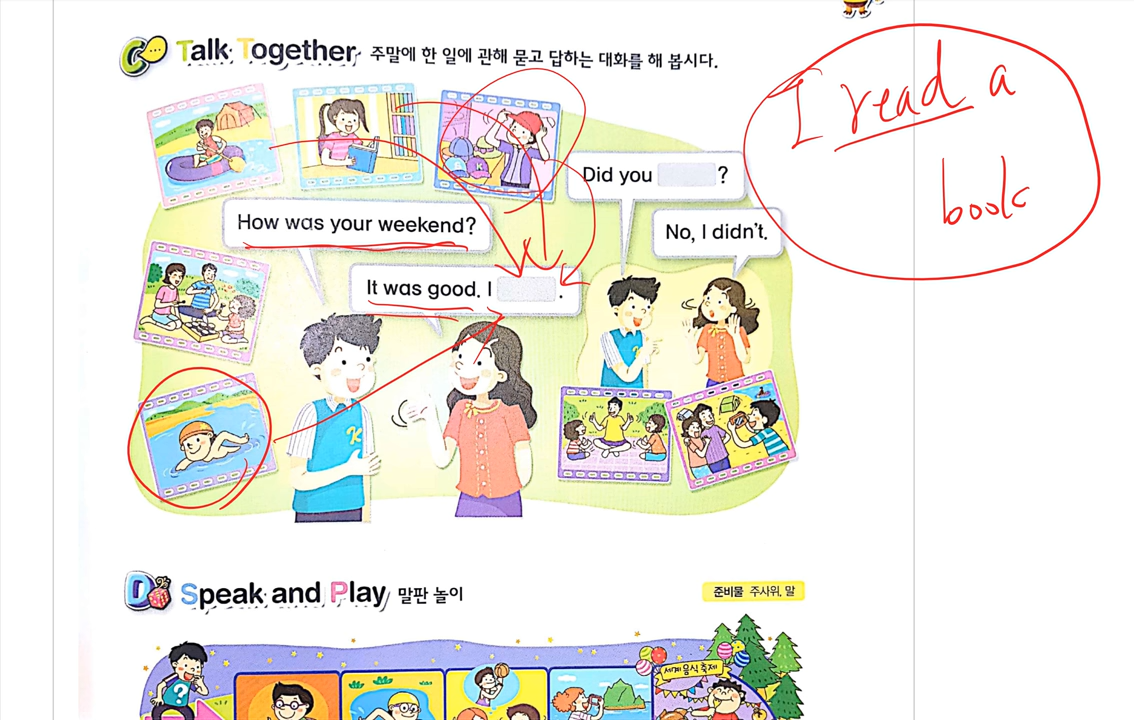 C Talk Together 주말에 한 일에 관해 묻고 답하는 대화를 해 봅시다.
I read a
book
Did you ?
How was your weekend?
No, I didn't.
It was good. I .
K
K
D Speak and Play 말판 놀이
준비물 주사위, 말
세계 음식 축제
?